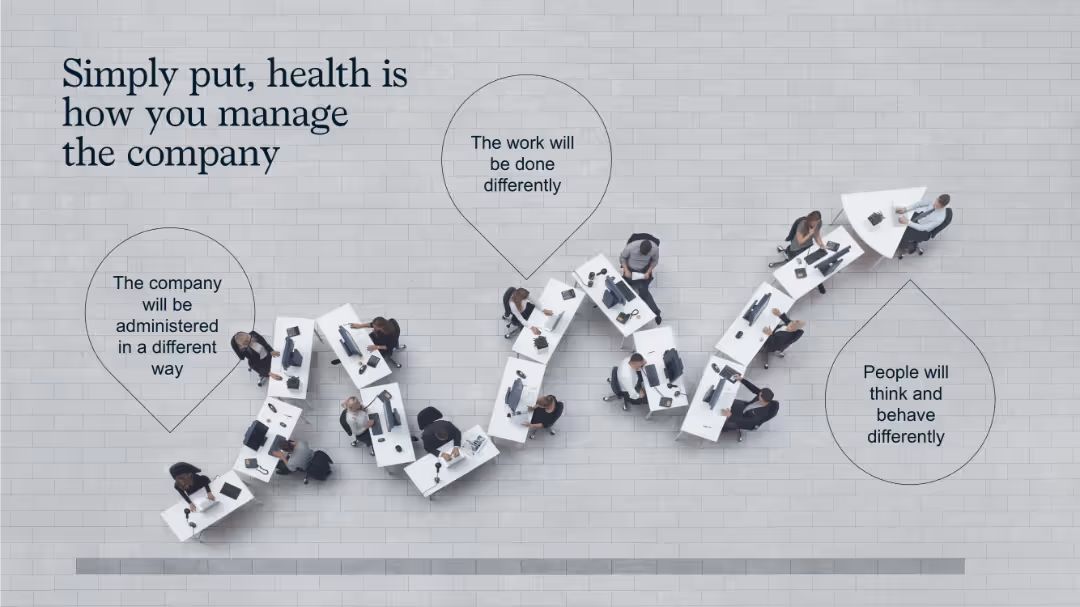 Simply put, health is
how you manage
the company
The work will
be done
differently
The company
will be
administered
in a different
way
People will
think and
behave
differently